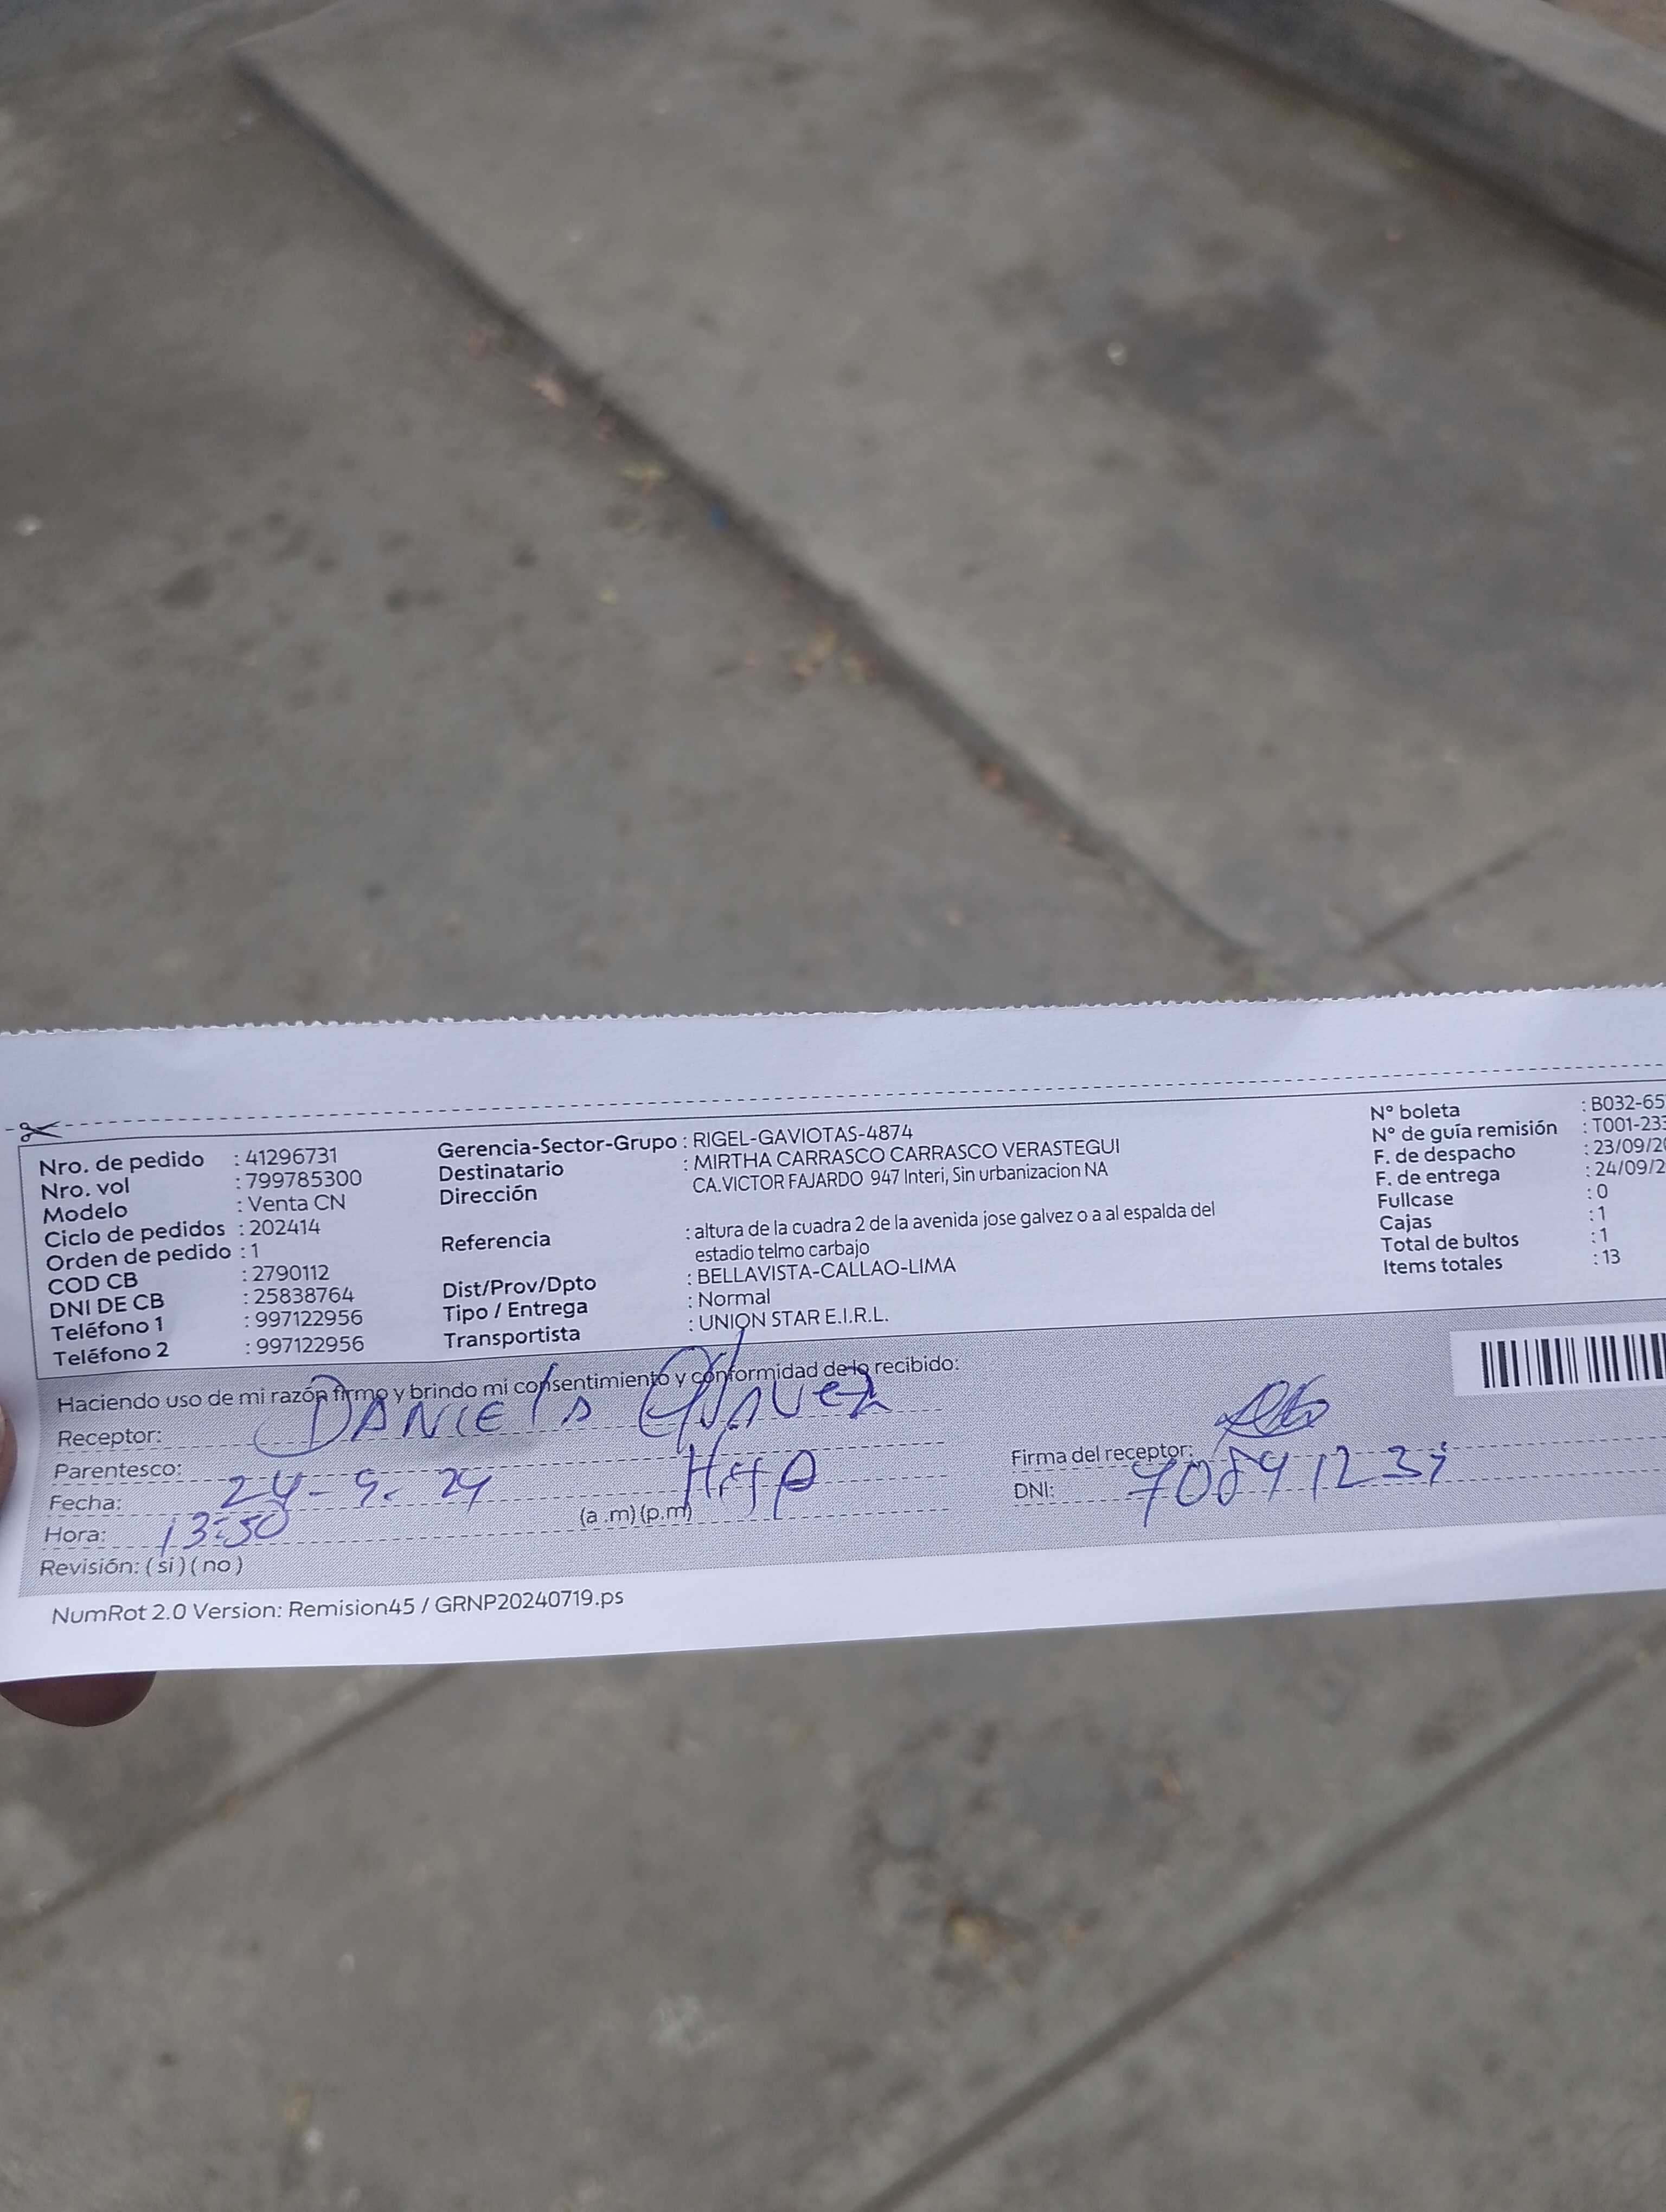 Nro. de pedido : 41296731
Nro. vol : 799785300
Modelo : Venta CN
Ciclo de pedidos : 202414
Orden de pedido : 1
COD CB : 2790112
DNI DE CB : 25838764
Teléfono 1 : 997122956
Teléfono 2 : 997122956
Gerencia-Sector-Grupo : RIGEL-GAVIOTAS-4874
Destinatario : MIRTHA CARRASCO CARRASCO VERASTEGUI
Dirección CA.VICTOR FAJARDO 947 Interi, Sin urbanizacion NA
Referencia : altura de la cuadra 2 de la avenida jose galvez o a al espalda del
estadio telmo carbajo
Dist/Prov/Dpto : BELLAVISTA-CALLAO-LIMA
Tipo / Entrega : Normal
Transportista : UNION STAR E.I.R.L.
N° boleta : B032-65
N° de guía remisión : T001-233
F. de despacho : 23/09/20
F. de entrega : 24/09/2
Fullcase : 0
Cajas : 1
Total de bultos : 1
Items totales : 13
Haciendo uso de mi razón firmo y brindo mi consentimiento y conformidad de lo recibido:
Receptor: DANIELA
Parentesco:
Fecha: 24-9-24
Hora: 13:50 (a .m) (p.m)
Revisión: ( si ) ( no )
Firma del receptor:
DNI:
NumRot 2.0 Version: Remision45 / GRNP20240719.ps